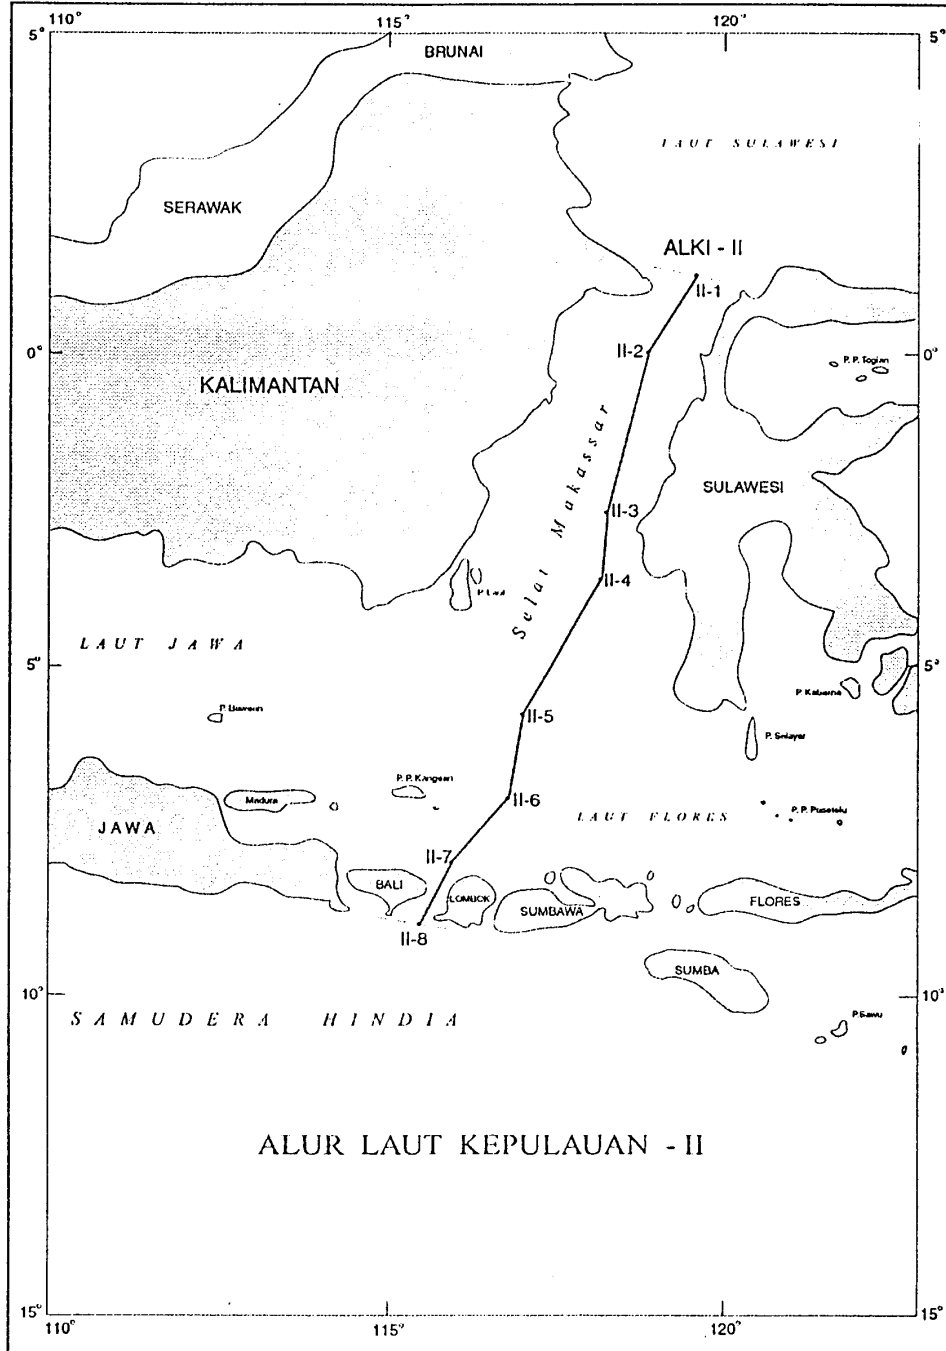 110°
115°
120°
5°
5°
BRUNAI
LAUT SULAWESI
SERAWAK
ALKI - II
II-1
0°
II-2
P.P. Togian
0°
KALIMANTAN
Selat Makassar
SULAWESI
II-3
II-4
P. Laut
LAUT JAWA
5°
5°
P. Kabaena
P. Bawean
II-5
P. Selayar
P.P. Kangean
Madura
II-6
LAUT FLORES
JAWA
II-7
BALI
LOMBOK
SUMBAWA
FLORES
II-8
SUMBA
10°
10°
SAMUDERA HINDIA
P.Sawu
ALUR LAUT KEPULAUAN - II
15°
15°
110°
115°
120°